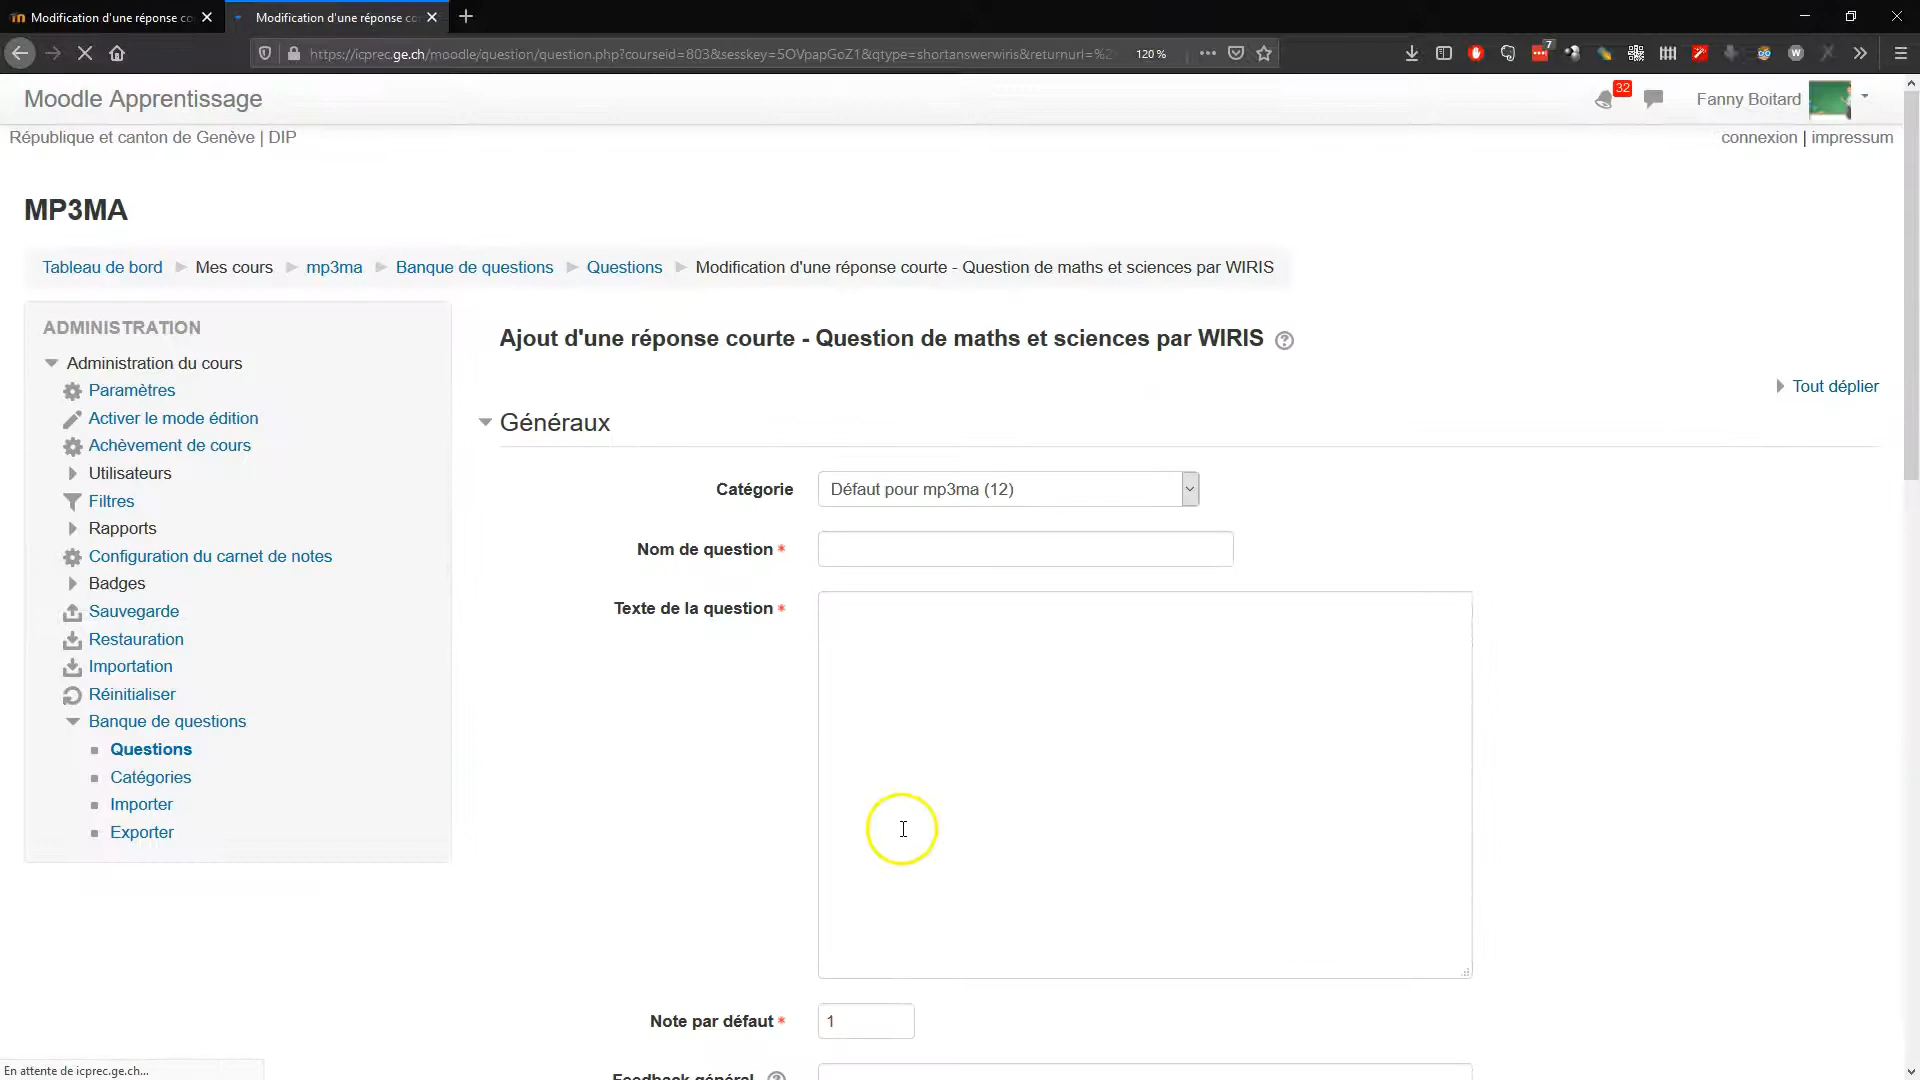 Modification d'une réponse co
Modification d'une réponse co
https://icprec.ge.ch/moodle/question/question.php?courseid=803&sesskey=5OVpapGoZ1&qtype=shortanswerwiris&returnurl=%2
120 %
7
Moodle Apprentissage
32
Fanny Boitard
République et canton de Genève | DIP
connexion | impressum
MP3MA
Tableau de bord Mes cours mp3ma Banque de questions Questions Modification d'une réponse courte - Question de maths et sciences par WIRIS
ADMINISTRATION
Administration du cours
Paramètres
Activer le mode édition
Achèvement de cours
Utilisateurs
Filtres
Rapports
Configuration du carnet de notes
Badges
Sauvegarde
Restauration
Importation
Réinitialiser
Banque de questions
Questions
Catégories
Importer
Exporter
Ajout d'une réponse courte - Question de maths et sciences par WIRIS
Tout déplier
Généraux
Catégorie
Défaut pour mp3ma (12)
Nom de question *
Texte de la question *
Note par défaut *
1
Feedback général
En attente de icprec.ge.ch...